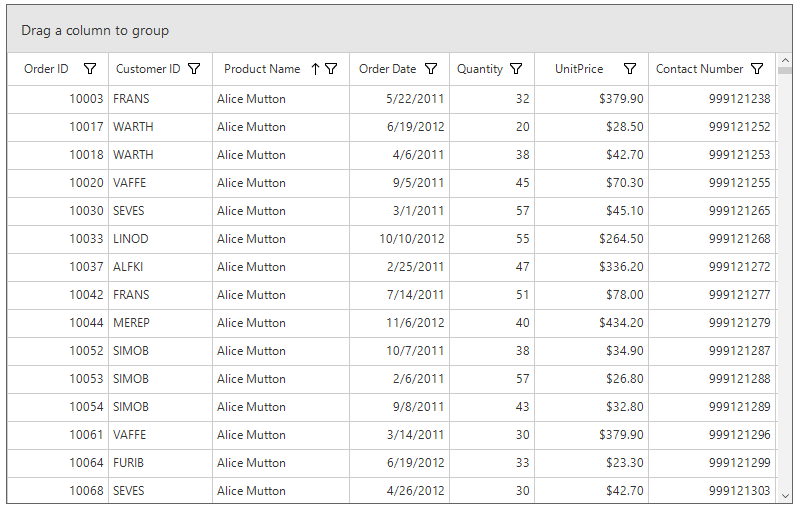 Drag a column to group
Order ID Customer ID Product Name Order Date Quantity UnitPrice Contact Number
10003 FRANS Alice Mutton 5/22/2011 32 $379.90 999121238
10017 WARTH Alice Mutton 6/19/2012 20 $28.50 999121252
10018 WARTH Alice Mutton 4/6/2011 38 $42.70 999121253
10020 VAFFE Alice Mutton 9/5/2011 45 $70.30 999121255
10030 SEVES Alice Mutton 3/1/2011 57 $45.10 999121265
10033 LINOD Alice Mutton 10/10/2012 55 $264.50 999121268
10037 ALFKI Alice Mutton 2/25/2011 47 $336.20 999121272
10042 FRANS Alice Mutton 7/14/2011 51 $78.00 999121277
10044 MEREP Alice Mutton 11/6/2012 40 $434.20 999121279
10052 SIMOB Alice Mutton 10/7/2011 38 $34.90 999121287
10053 SIMOB Alice Mutton 2/6/2011 57 $26.80 999121288
10054 SIMOB Alice Mutton 9/8/2011 43 $32.80 999121289
10061 VAFFE Alice Mutton 3/14/2011 30 $379.90 999121296
10064 FURIB Alice Mutton 6/19/2012 33 $23.30 999121299
10068 SEVES Alice Mutton 4/26/2012 30 $42.70 999121303